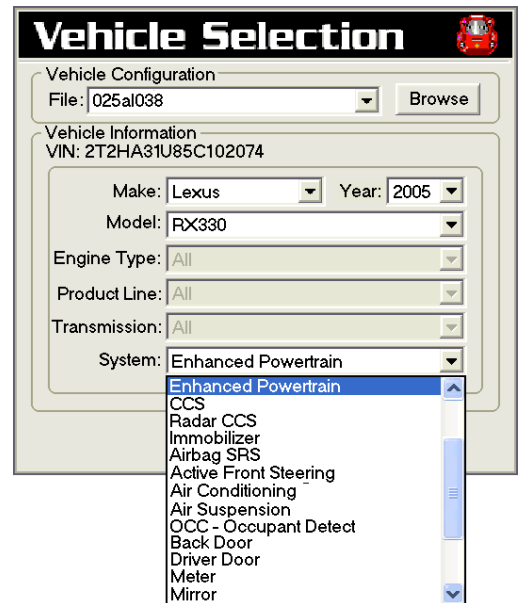 Vehicle Selection
Vehicle Configuration
File: 025al038 Browse
Vehicle Information
VIN: 2T2HA31U85C102074
Make: Lexus Year: 2005
Model: RX330
Engine Type: All
Product Line: All
Transmission: All
System: Enhanced Powertrain
Enhanced Powertrain
CCS
Radar CCS
Immobilizer
Airbag SRS
Active Front Steering
Air Conditioning
Air Suspension
OCC - Occupant Detect
Back Door
Driver Door
Meter
Mirror